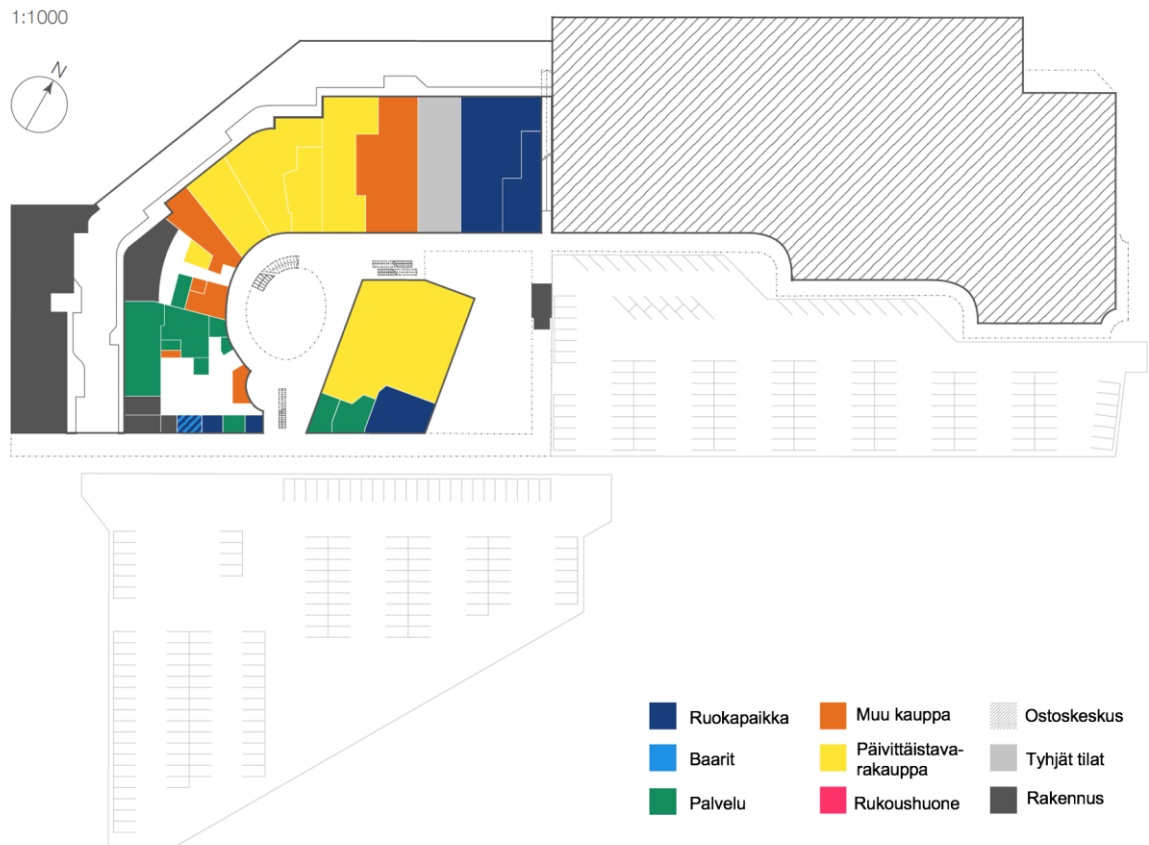 1:1000
N
Ruokapaikka
Muu kauppa
Ostoskeskus
Baarit
Päivittäistava-
rakauppa
Tyhjät tilat
Palvelu
Rukoushuone
Rakennus